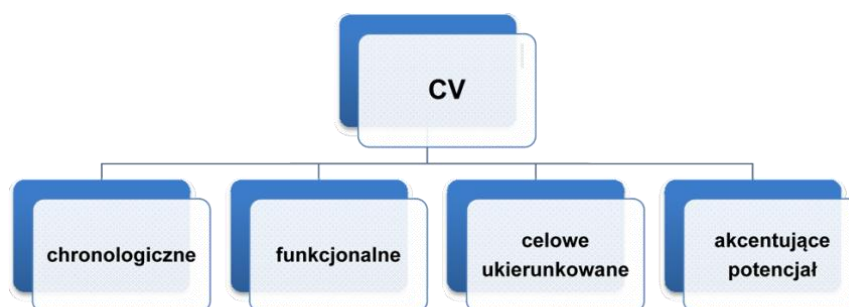 CV
chronologiczne
funkcjonalne
celowe
ukierunkowane
akcentujące
potencjał